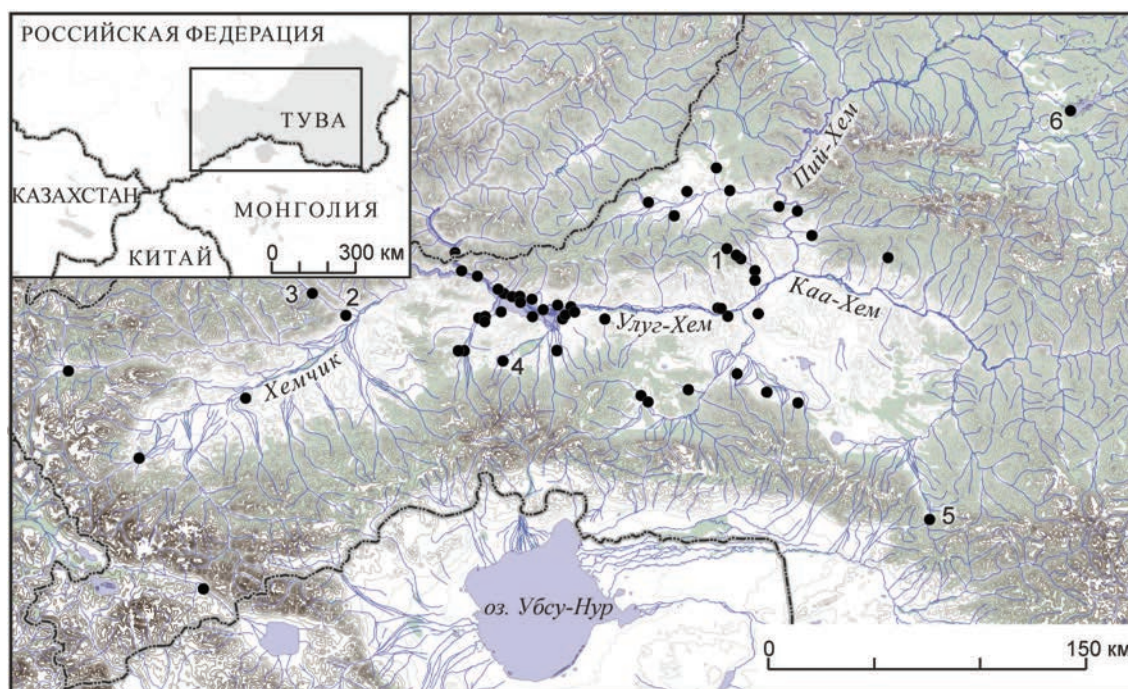 РОССИЙСКАЯ ФЕДЕРАЦИЯ
ТУВА
КАЗАХСТАН
МОНГОЛИЯ
КИТАЙ
0 300 км
Пий-Хем
6
1
3
2
Каа-Хем
Улуг-Хем
4
Хемчик
5
оз. Убсу-Нур
0 150 км